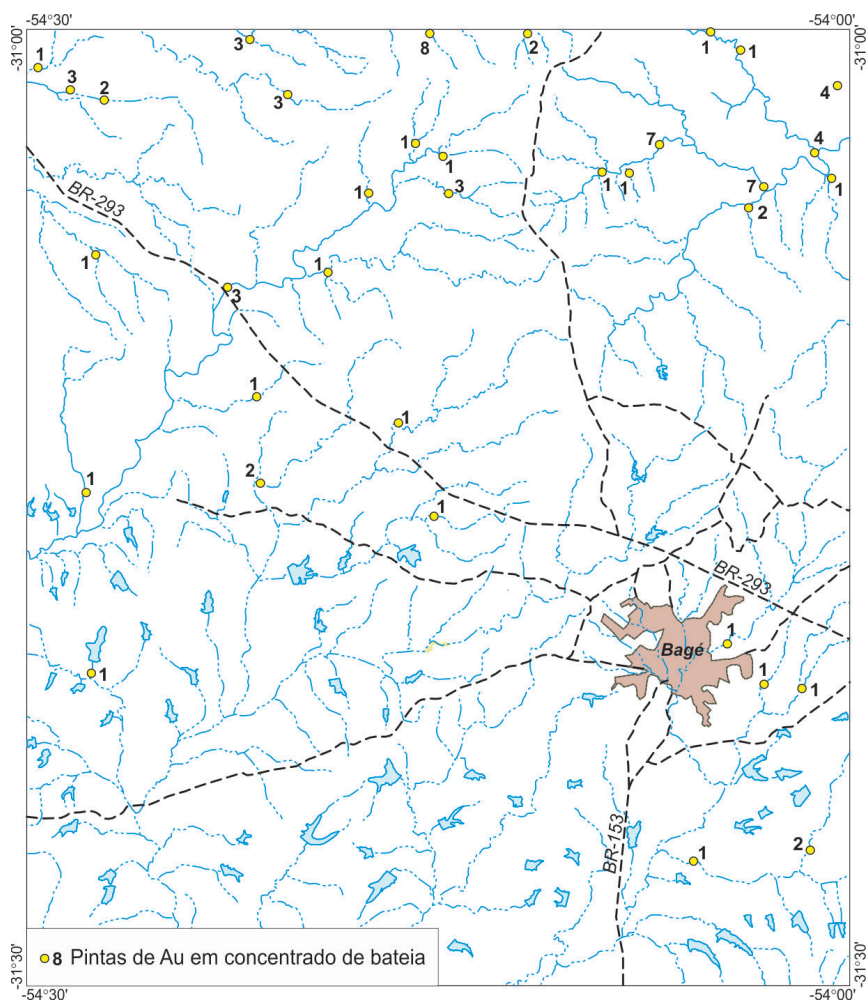 -54°30' -54°00'
-31°00' -31°00'
3 8 2 1 1
1
3 2 3 4
1 7 4
1
1 3 1 1 7 1
2
BR-293
1 1
3
1
1
2
1
1
BR-293
1
Bagé
1 1 1
BR-153
1 2
8 Pintas de Au em concentrado de bateia
-31°30' -31°30'
-54°30' -54°00'